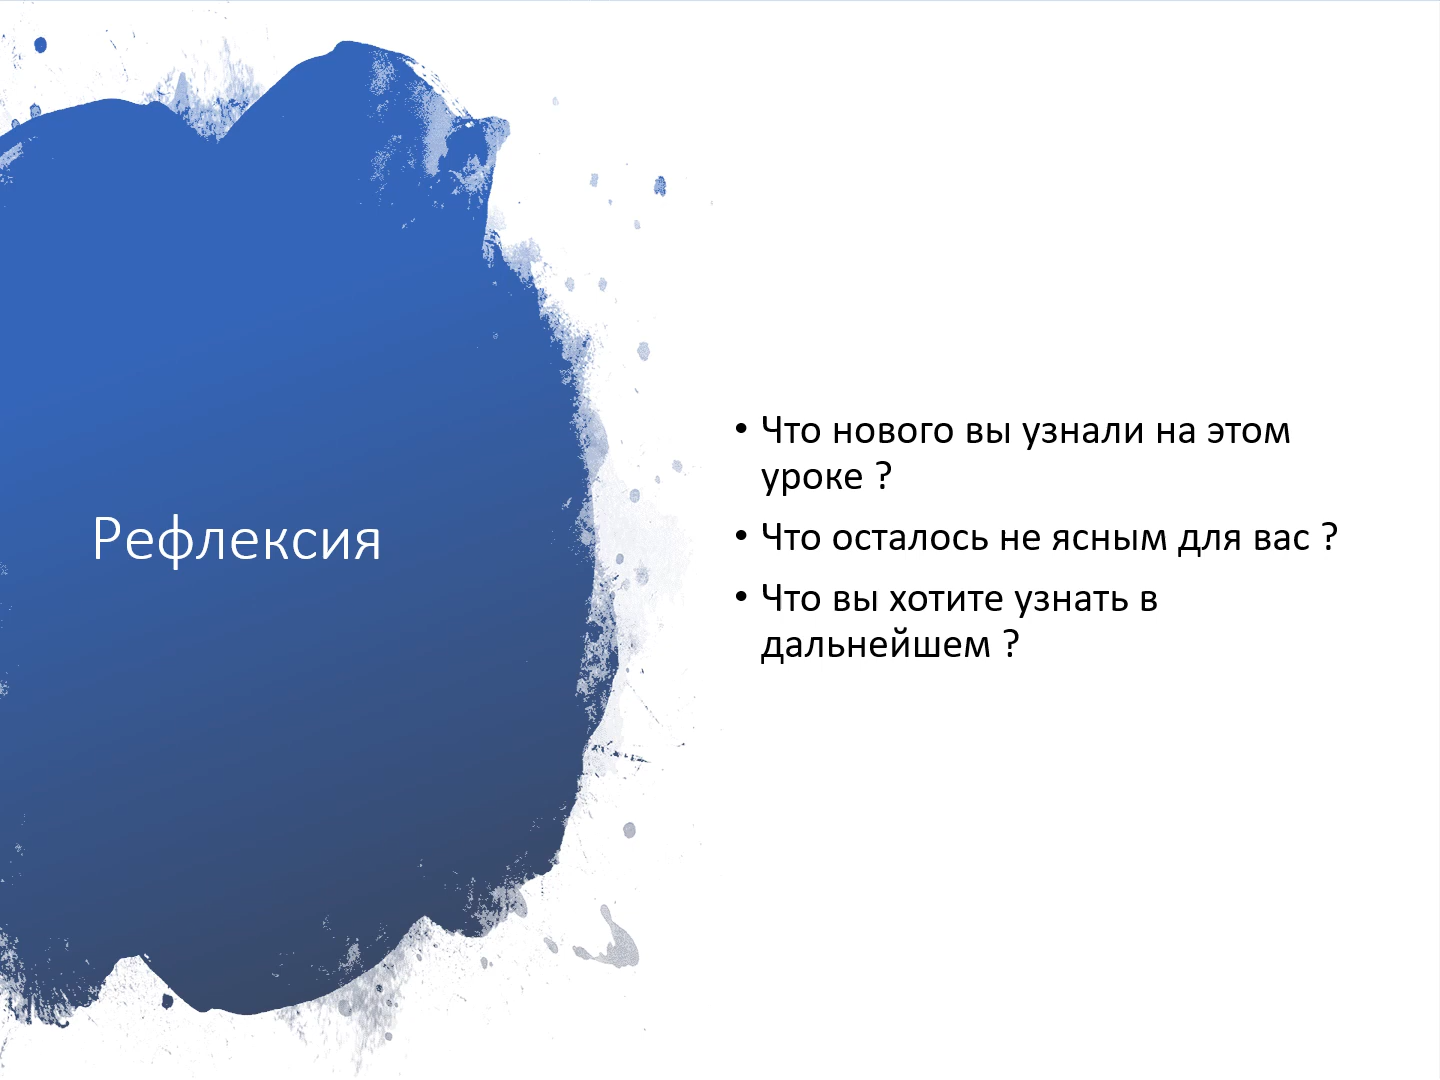 Рефлексия
• Что нового вы узнали на этом
уроке ?
• Что осталось не ясным для вас ?
• Что вы хотите узнать в
дальнейшем ?